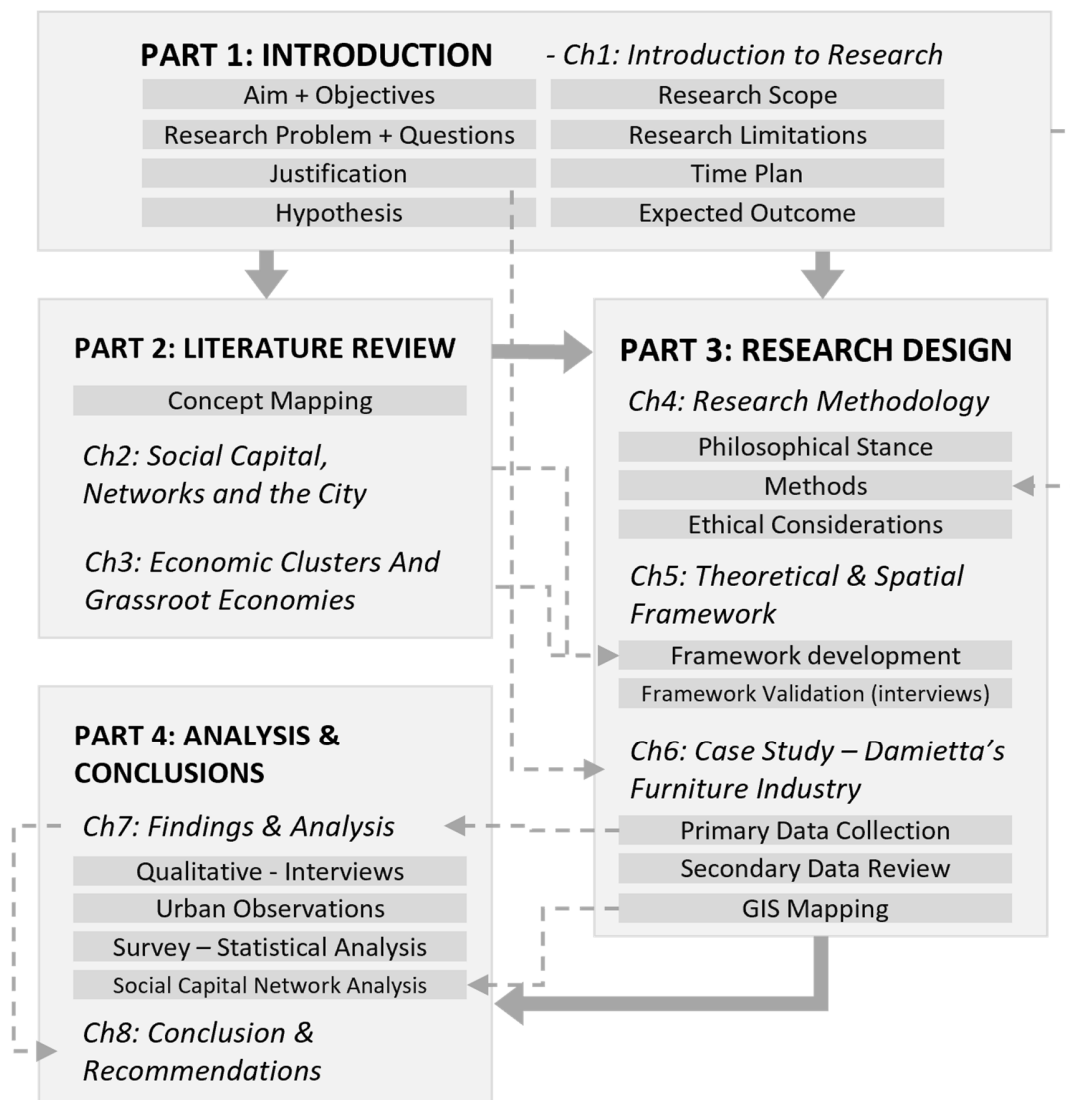 PART 1: INTRODUCTION - Ch1: Introduction to Research
Aim + Objectives
Research Problem + Questions
Justification
Hypothesis
Research Scope
Research Limitations
Time Plan
Expected Outcome
PART 2: LITERATURE REVIEW
Concept Mapping
Ch2: Social Capital,
Networks and the City
Ch3: Economic Clusters And
Grassroot Economies
PART 3: RESEARCH DESIGN
Ch4: Research Methodology
Philosophical Stance
Methods
Ethical Considerations
Ch5: Theoretical & Spatial
Framework
Framework development
Framework Validation (interviews)
Ch6: Case Study – Damietta’s
Furniture Industry
Primary Data Collection
Secondary Data Review
GIS Mapping
PART 4: ANALYSIS &
CONCLUSIONS
Ch7: Findings & Analysis
Qualitative - Interviews
Urban Observations
Survey – Statistical Analysis
Social Capital Network Analysis
Ch8: Conclusion &
Recommendations